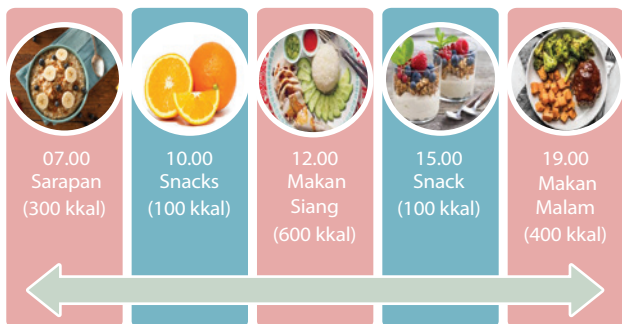 07.00
Sarapan
(300 kkal)
10.00
Snacks
(100 kkal)
12.00
Makan
Siang
(600 kkal)
15.00
Snack
(100 kkal)
19.00
Makan
Malam
(400 kkal)